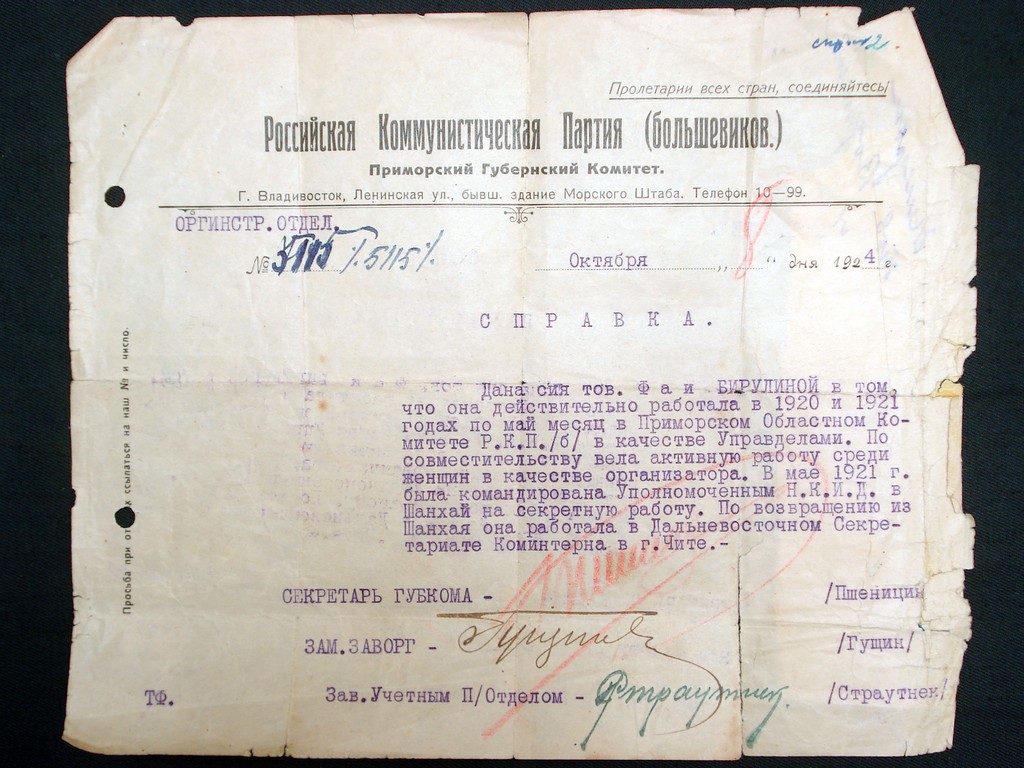 Пролетарии всех стран, соединяйтесь!
Российская Коммунистическая Партия (большевиков.)
Приморский Губернский Комитет.
Г. Владивосток, Ленинская ул., бывш. здание Морского Штаба. Телефон 10—99.
ОРГИНСТР.ОТДЕЛ.
№ 5115 /.5115/.
Октября „ 8 " дня 1924 г.
С П Р А В К А .
Дана сия тов. Ф а и БИРУЛИНОЙ в том,
что она действительно работала в 1920 и 1921
годах по май месяц в Приморском Областном Ко-
митете Р.К.П./б/ в качестве Управделами. По
совместительству вела активную работу среди
женщин в качестве организатора. В мае 1921 г.
была командирована Уполномоченным Н.К.И.Д. в
Шанхай на секретную работу. По возвращению из
Шанхая она работала в Дальневосточном Секре-
тариате Коминтерна в г.Чите.-
СЕКРЕТАРЬ ГУБКОМА - /Пшеницин
ЗАМ.ЗАВОРГ - /Гущин/
ТФ. Зав.Учетным П/Отделом - Страутнек. /Страутнек/
Просьба при от х ссылаться на наш № и число.